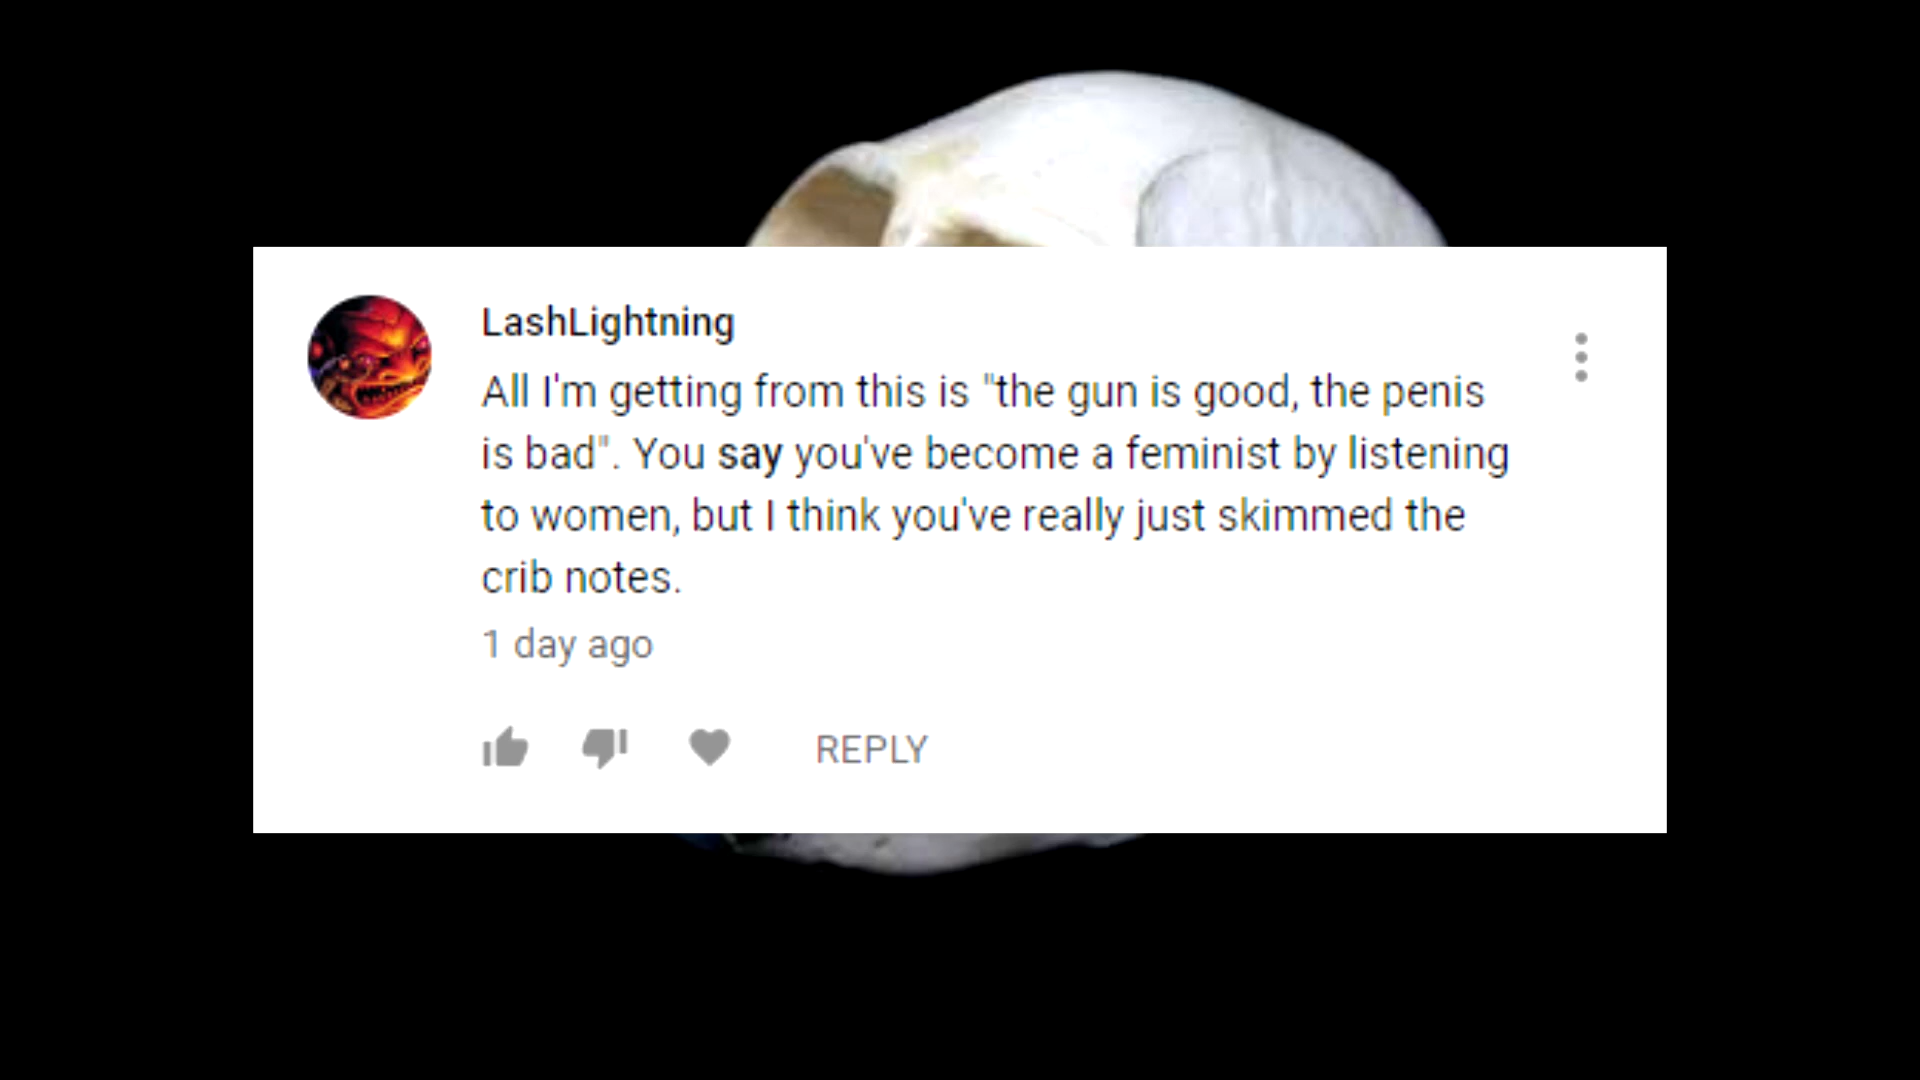 LashLightning
All I'm getting from this is "the gun is good, the penis
is bad". You say you've become a feminist by listening
to women, but I think you've really just skimmed the
crib notes.
1 day ago
REPLY